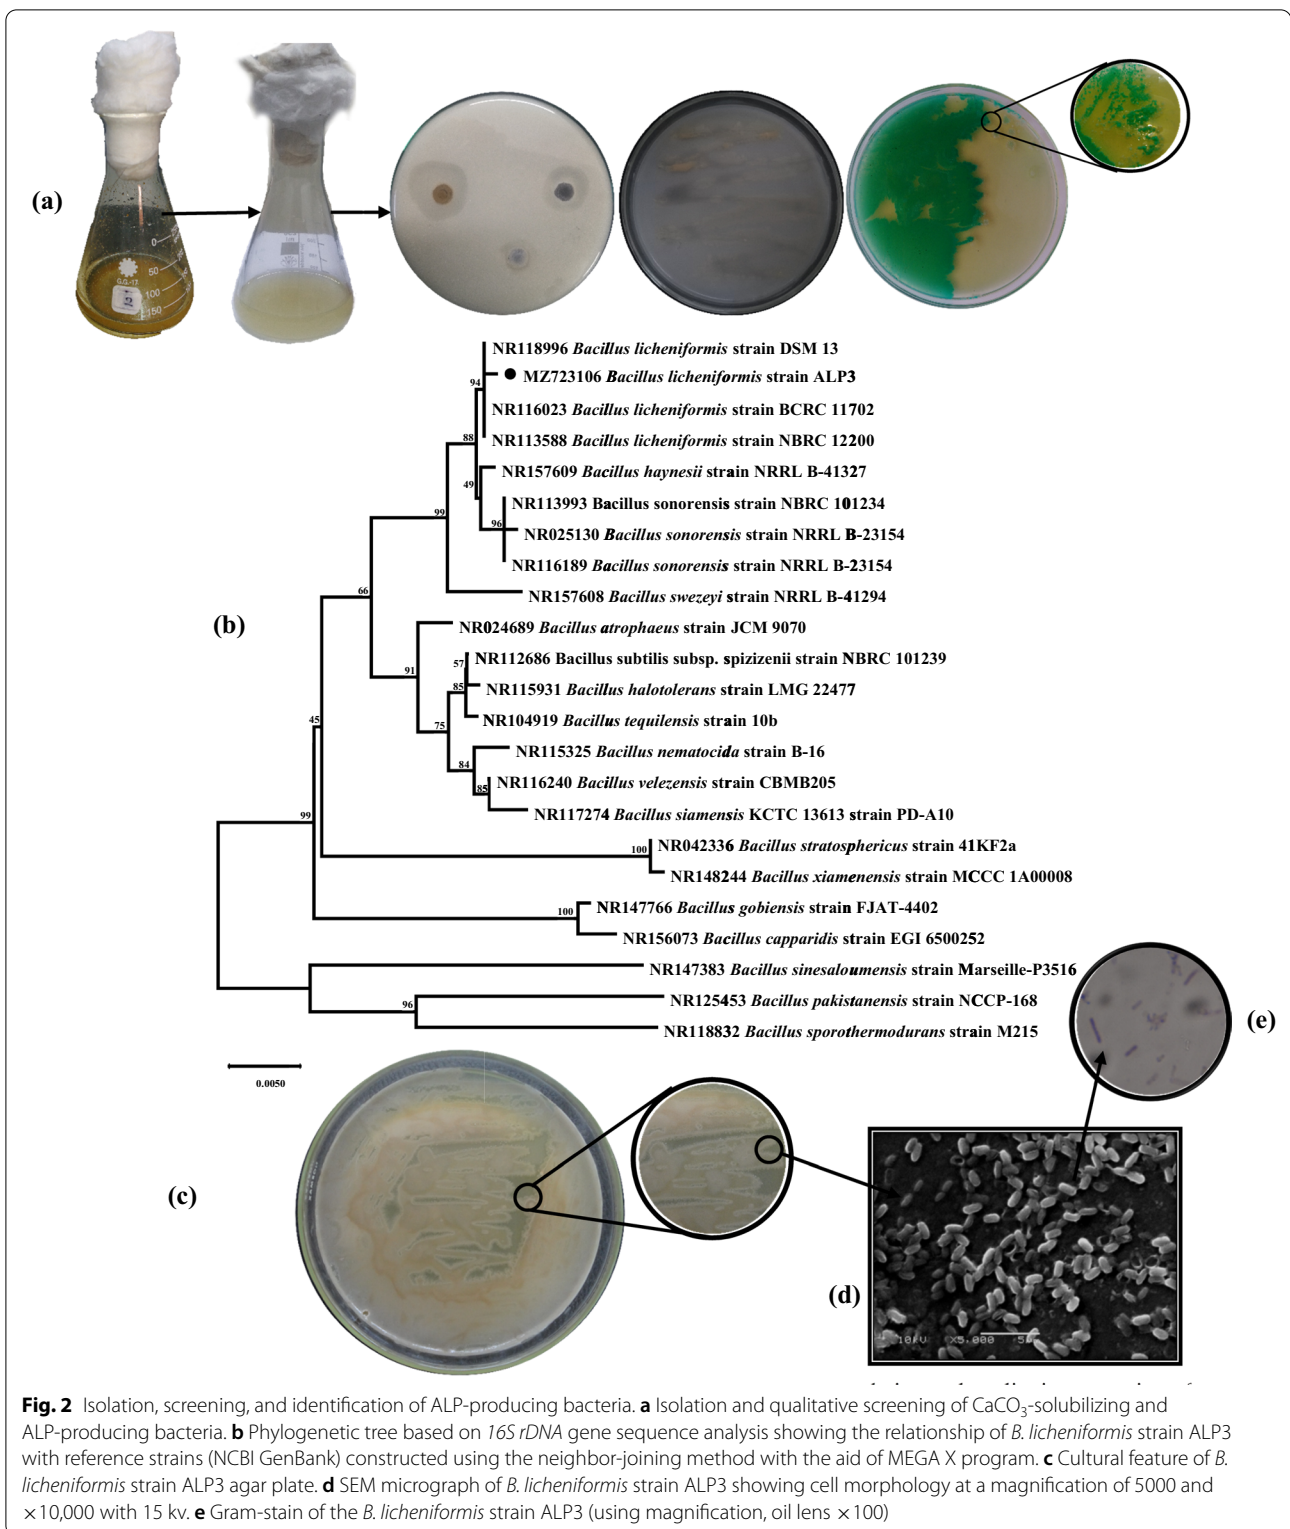 (a)
0
50
100
150
G.G-17
NR118996 Bacillus licheniformis strain DSM 13
94
MZ723106 Bacillus licheniformis strain ALP3
NR116023 Bacillus licheniformis strain BCRC 11702
88
NR113588 Bacillus licheniformis strain NBRC 12200
NR157609 Bacillus haynesii strain NRRL B-41327
49
NR113993 Bacillus sonorensis strain NBRC 101234
99
96
NR025130 Bacillus sonorensis strain NRRL B-23154
NR116189 Bacillus sonorensis strain NRRL B-23154
66
NR157608 Bacillus swezeyi strain NRRL B-41294
(b)
NR024689 Bacillus atrophaeus strain JCM 9070
57
NR112686 Bacillus subtilis subsp. spizizenii strain NBRC 101239
91
85
NR115931 Bacillus halotolerans strain LMG 22477
45
75
NR104919 Bacillus tequilensis strain 10b
NR115325 Bacillus nematocida strain B-16
84
NR116240 Bacillus velezensis strain CBMB205
85
99
NR117274 Bacillus siamensis KCTC 13613 strain PD-A10
100
NR042336 Bacillus stratosphericus strain 41KF2a
NR148244 Bacillus xiamenensis strain MCCC 1A00008
100
NR147766 Bacillus gobiensis strain FJAT-4402
NR156073 Bacillus capparidis strain EGI 6500252
NR147383 Bacillus sinesaloumensis strain Marseille-P3516
96
NR125453 Bacillus pakistanensis strain NCCP-168
(e)
NR118832 Bacillus sporothermodurans strain M215
0.0050
(c)
(d)
10kV X5,000
Fig. 2 Isolation, screening, and identification of ALP-producing bacteria. a Isolation and qualitative screening of CaCO₃-solubilizing and
ALP-producing bacteria. b Phylogenetic tree based on 16S rDNA gene sequence analysis showing the relationship of B. licheniformis strain ALP3
with reference strains (NCBI GenBank) constructed using the neighbor-joining method with the aid of MEGA X program. c Cultural feature of B.
licheniformis strain ALP3 agar plate. d SEM micrograph of B. licheniformis strain ALP3 showing cell morphology at a magnification of 5000 and
×10,000 with 15 kv. e Gram-stain of the B. licheniformis strain ALP3 (using magnification, oil lens ×100)